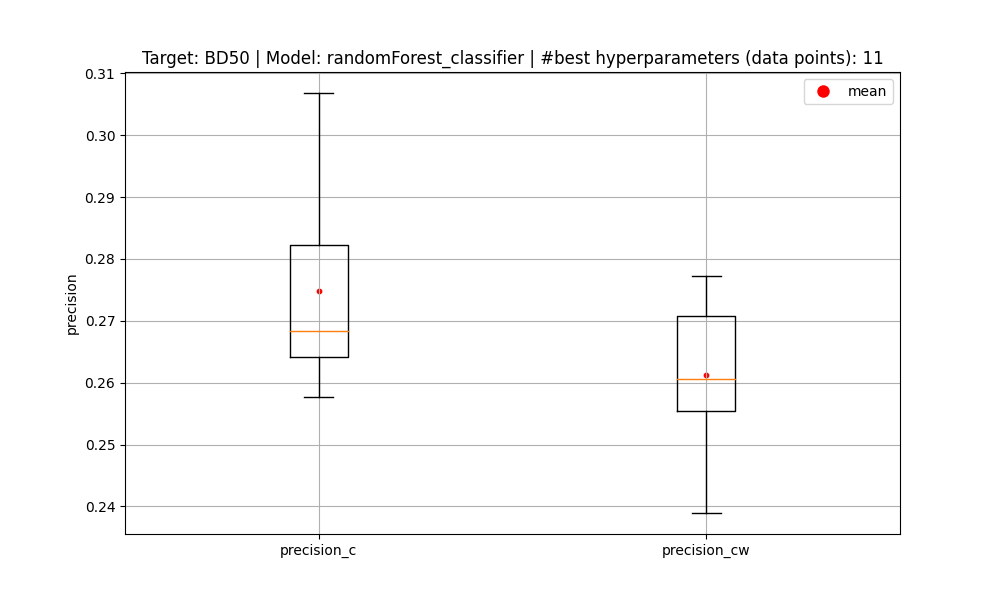 Target: BD50 | Model: randomForest_classifier | #best hyperparameters (data points): 11
mean
0.31
0.30
0.29
0.28
0.27
0.26
0.25
0.24
precision
precision_c
precision_cw